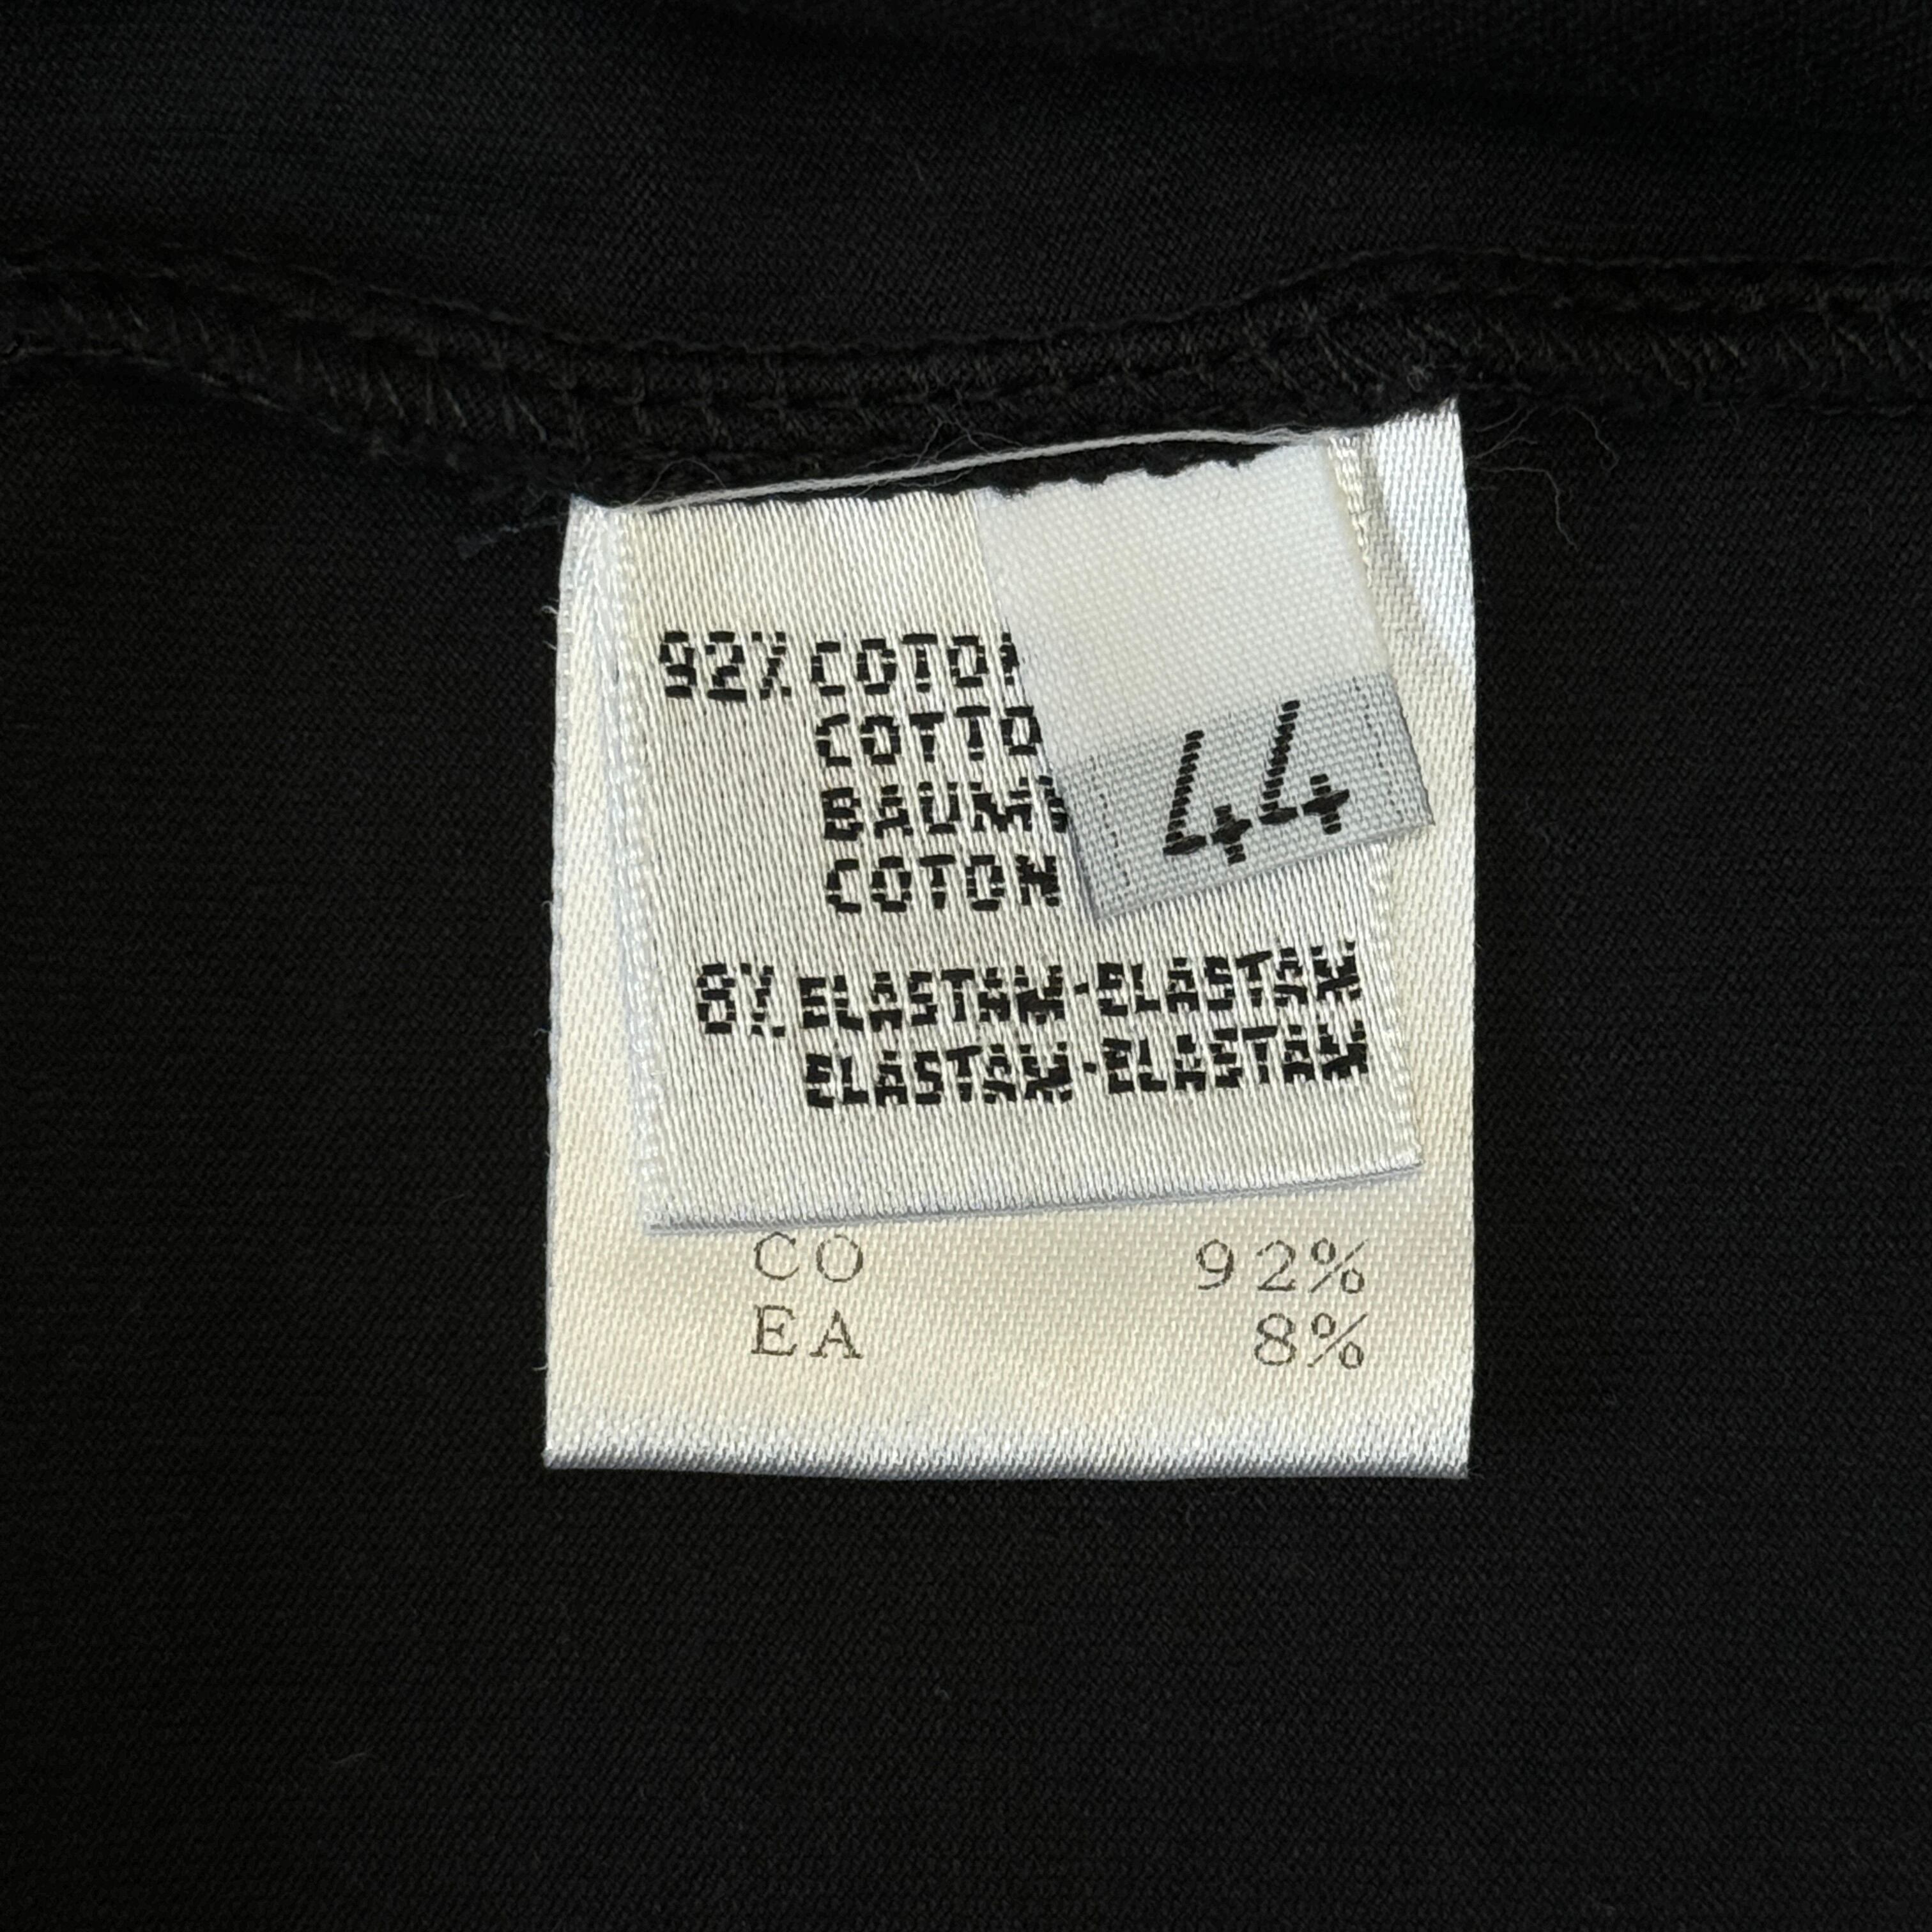 92% COTON
COTTO
BAUM
COTON
44
8% ELASTAM-ELASTAM
ELASTAM-ELASTAM
CO 92%
EA 8%